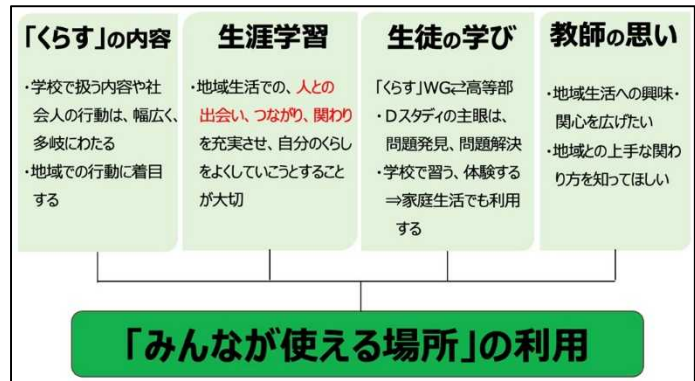 「くらす」の内容
・学校で扱う内容や社
会人の行動は、幅広く、
多岐にわたる
・地域での行動に着目
する
生涯学習
・地域生活での、人との
出会い、つながり、関わり
を充実させ、自分のくらし
をよくしていこうとすること
が大切
生徒の学び
「くらす」WG⇄高等部
・Dスタディの主眼は、
問題発見、問題解決
・学校で習う、体験する
⇒家庭生活でも利用
する
教師の思い
・地域生活への興味・
関心を広げたい
・地域との上手な関わ
り方を知ってほしい
「みんなが使える場所」の利用